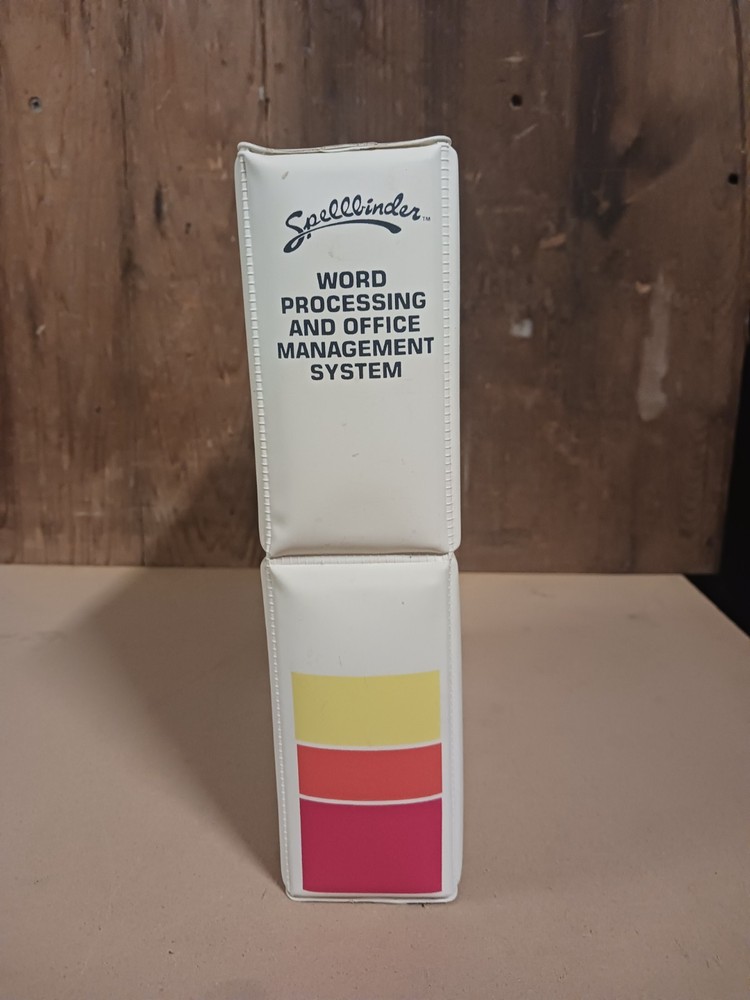 Spellbinder™
WORD
PROCESSING
AND OFFICE
MANAGEMENT
SYSTEM